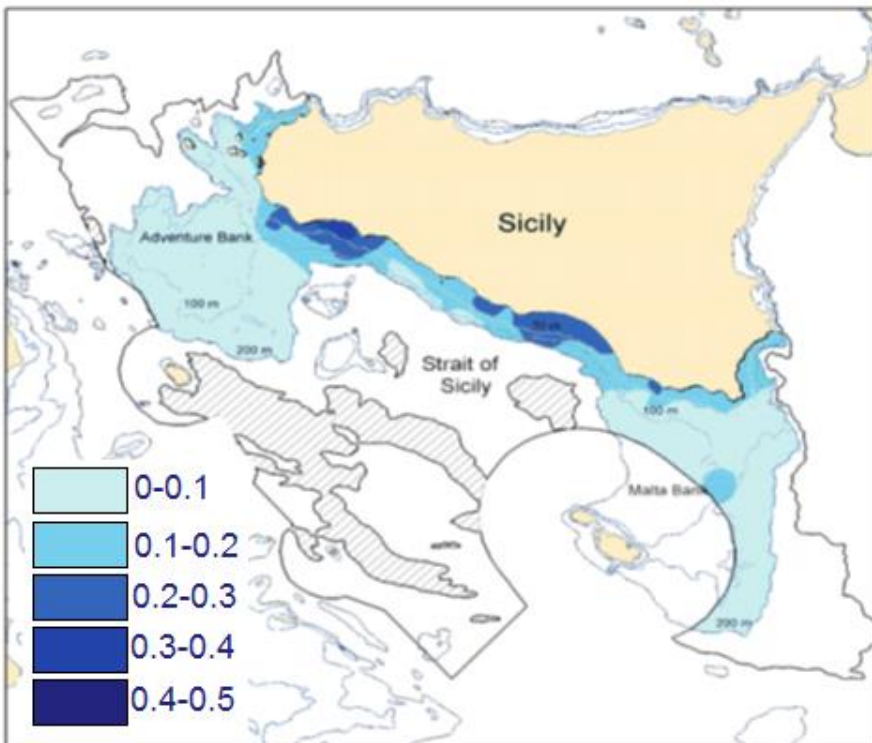 Sicily
Adventure Bank
100 m
200 m
Strait of
Sicily
100 m
Malta Bank
200 m
0-0.1
0.1-0.2
0.2-0.3
0.3-0.4
0.4-0.5